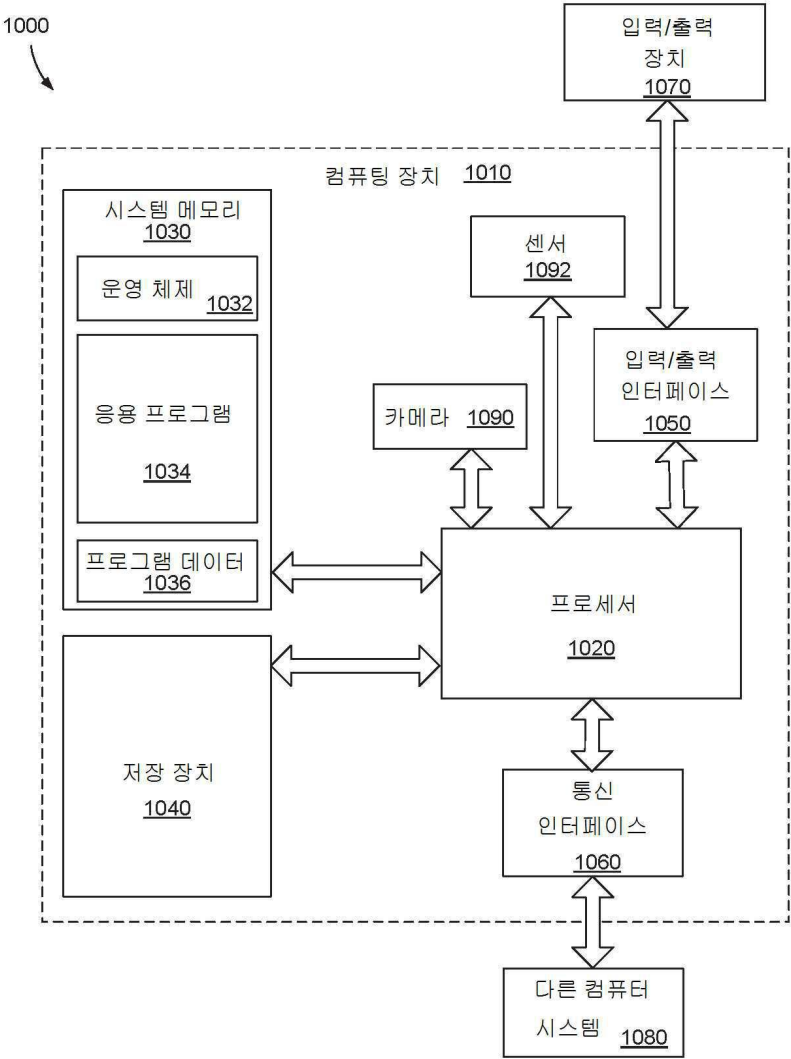 1000
입력/출력
장치
1070
컴퓨팅 장치 1010
시스템 메모리
1030
운영 체제 1032
응용 프로그램
1034
프로그램 데이터
1036
센서
1092
입력/출력
인터페이스
1050
카메라 1090
프로세서
1020
저장 장치
1040
통신
인터페이스
1060
다른 컴퓨터
시스템 1080